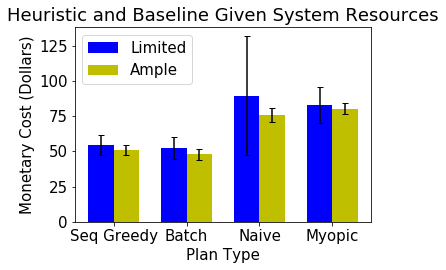 Heuristic and Baseline Given System Resources
Monetary Cost (Dollars)
125
100
75
50
25
0
Limited
Ample
Seq Greedy Batch Naive Myopic
Plan Type